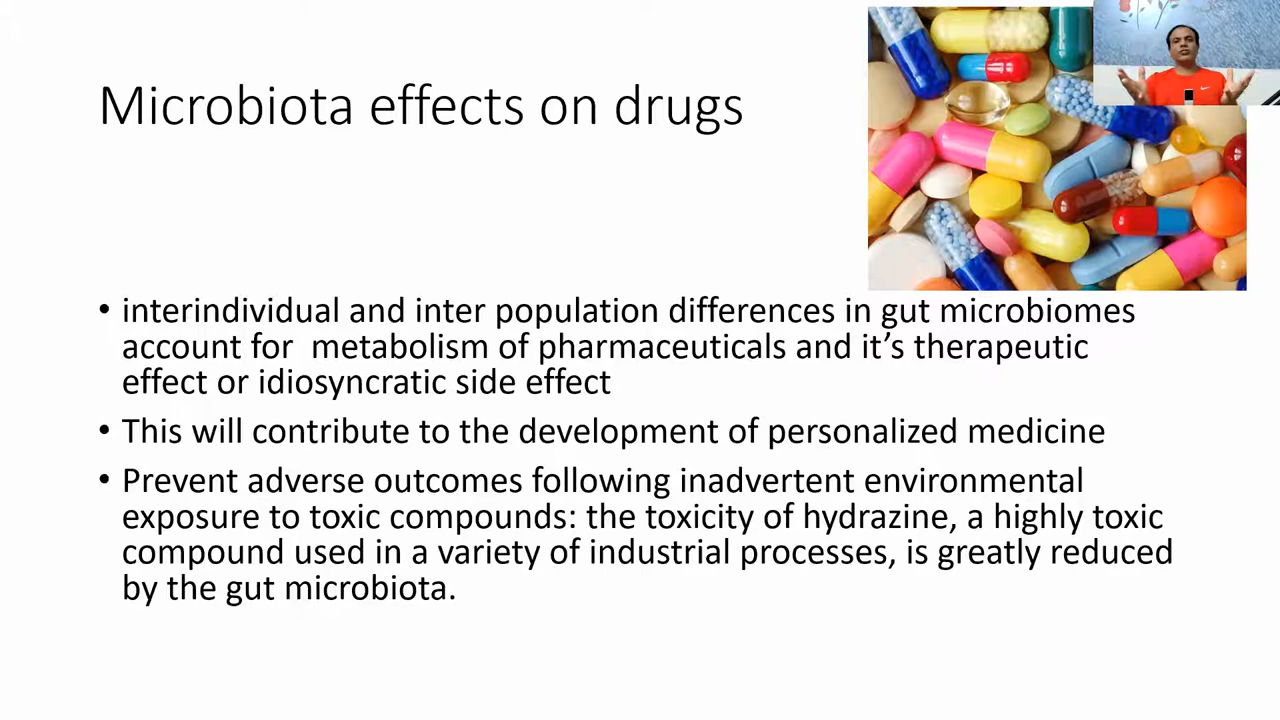 Microbiota effects on drugs
• interindividual and inter population differences in gut microbiomes
account for  metabolism of pharmaceuticals and it’s therapeutic
effect or idiosyncratic side effect
• This will contribute to the development of personalized medicine
• Prevent adverse outcomes following inadvertent environmental
exposure to toxic compounds: the toxicity of hydrazine, a highly toxic
compound used in a variety of industrial processes, is greatly reduced
by the gut microbiota.